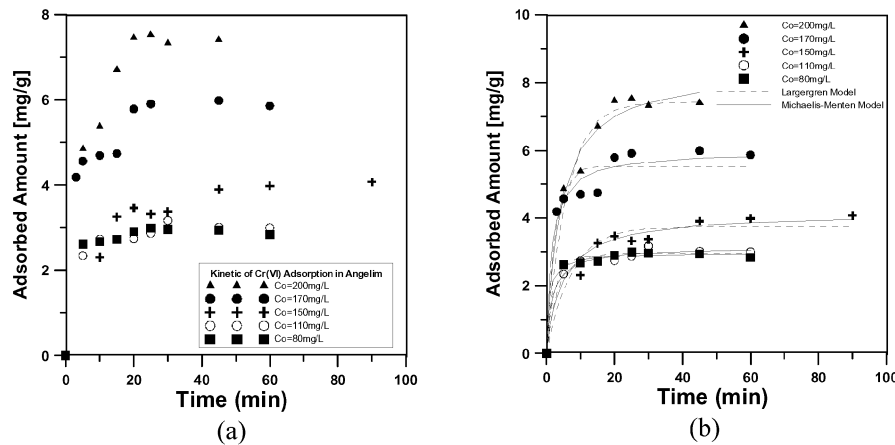 8
6
4
2
0
Adsorbed Amount [mg/g]
Kinetic of Cr(VI) Adsorption in Angelim
Co=200mg/L
Co=170mg/L
Co=150mg/L
Co=110mg/L
Co=80mg/L
0 20 40 60 80 100
Time (min)
(a)
10
8
6
4
2
0
Adsorbed Amount [mg/g]
Co=200mg/L
Co=170mg/L
Co=150mg/L
Co=110mg/L
Co=80mg/L
Largergren Model
Michaelis-Menten Model
0 20 40 60 80 100
Time (min)
(b)